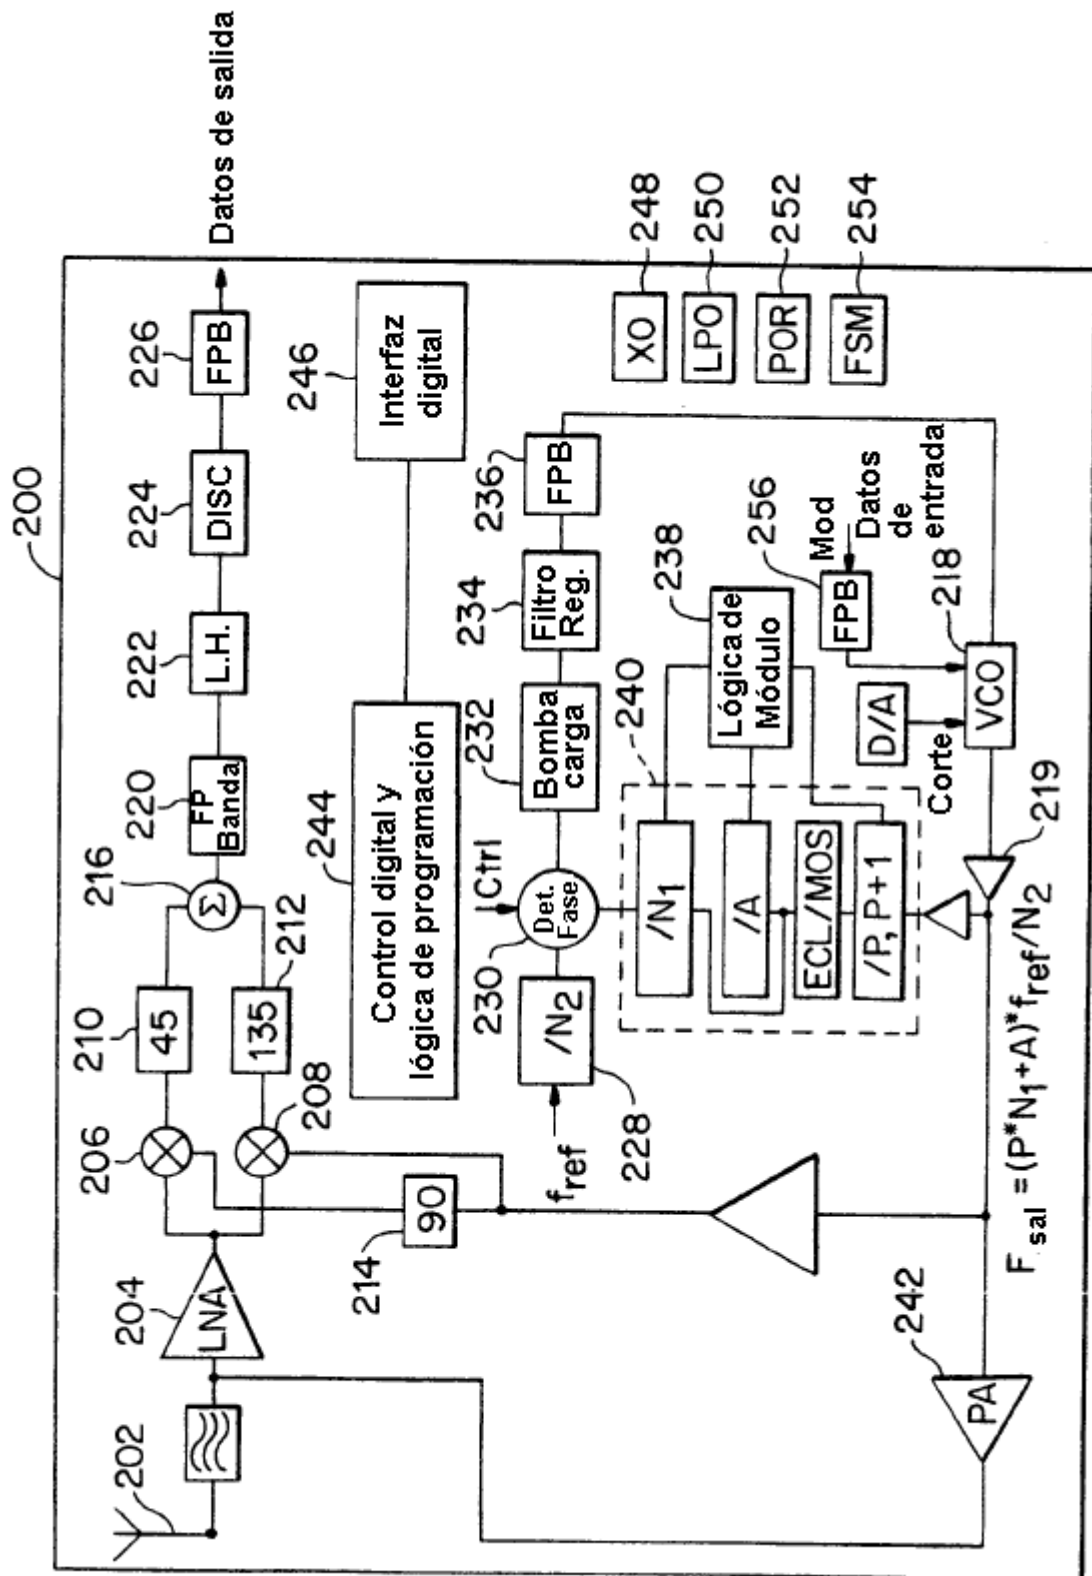 200
202
204
LNA
206
208
210
45
212
135
214
90
216
Σ
220
FP
Banda
222
L.H.
224
DISC
226
FPB
Datos de salida
244
Control digital y
lógica de programación
246
Interfaz
digital
fref
/N2
228
230
Det.
Fase
ICtrl
232
Bomba
carga
234
Filtro
Reg.
236
FPB
238
Lógica de
Módulo
240
/N1
/A
ECL/MOS
/P, P+1
256
FPB
Mod
Datos
de
entrada
D/A
Corte
VCO
218
219
XO
248
LPO
250
POR
252
FSM
254
242
PA
F sal =(P*N1+A)*fref/N2